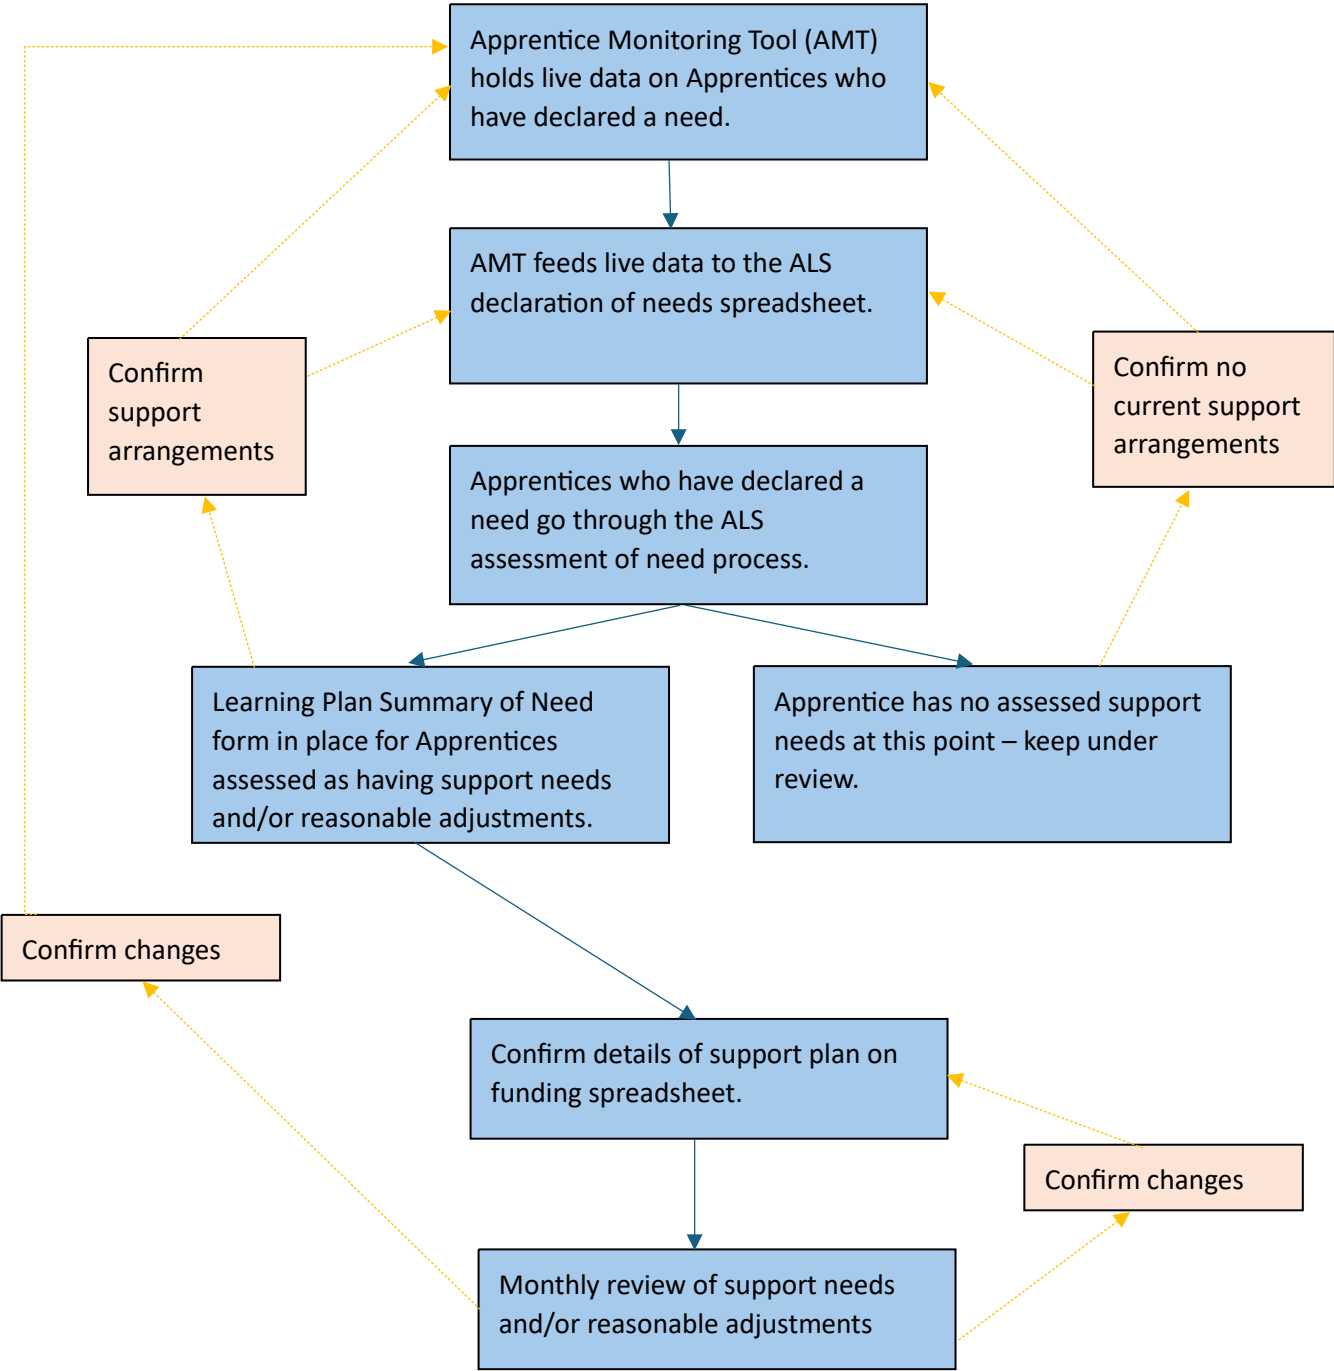 Apprentice Monitoring Tool (AMT)
holds live data on Apprentices who
have declared a need.
AMT feeds live data to the ALS
declaration of needs spreadsheet.
Confirm
support
arrangements
Confirm no
current support
arrangements
Apprentices who have declared a
need go through the ALS
assessment of need process.
Learning Plan Summary of Need
form in place for Apprentices
assessed as having support needs
and/or reasonable adjustments.
Apprentice has no assessed support
needs at this point – keep under
review.
Confirm changes
Confirm details of support plan on
funding spreadsheet.
Confirm changes
Monthly review of support needs
and/or reasonable adjustments